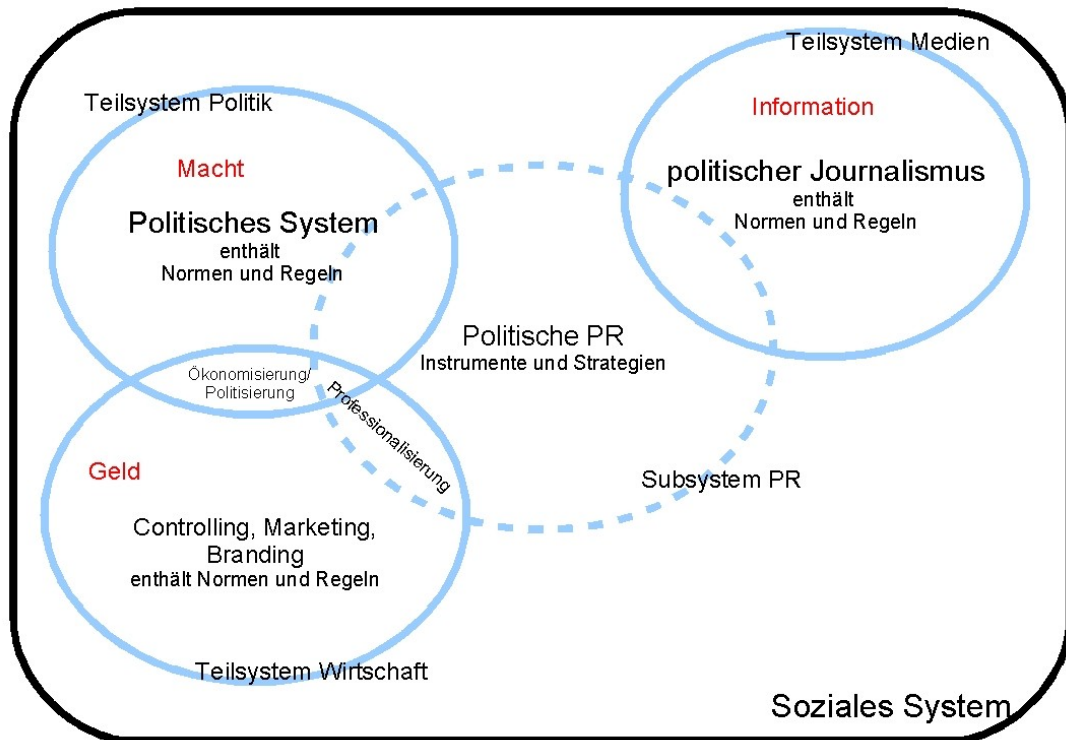 Teilsystem Medien
Teilsystem Politik
Information
Macht
politischer Journalismus
enthält
Normen und Regeln
Politisches System
enthält
Normen und Regeln
Politische PR
Instrumente und Strategien
Ökonomisierung/
Politisierung
Professionalisierung
Geld
Subsystem PR
Controlling, Marketing,
Branding
enthält Normen und Regeln
Teilsystem Wirtschaft
Soziales System